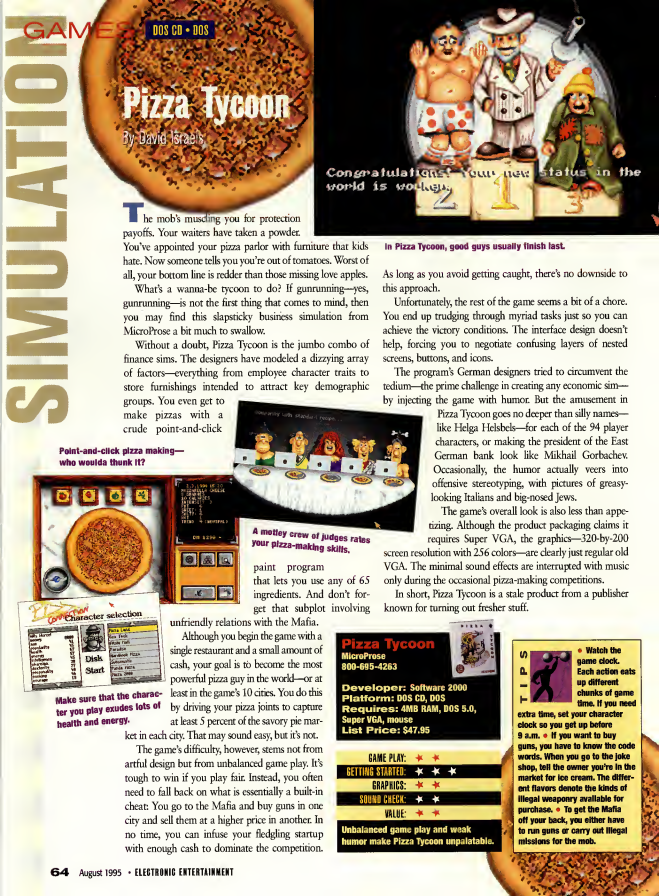 SIMULATION
GAMES
DOS CD • DOS
Pizza Tycoon
By David Israels
Congratulations! Your new status in the
world is worker.
2 1 3
In Pizza Tycoon, good guys usually finish last.
The mob's muscling you for protection
payoffs. Your waiters have taken a powder.
You've appointed your pizza parlor with furniture that kids
hate. Now someone tells you you're out of tomatoes. Worst of
all, your bottom line is redder than those missing love apples.
What's a wanna-be tycoon to do? If gunrunning—yes,
gunrunning—is not the first thing that comes to mind, then
you may find this slapsticky business simulation from
MicroProse a bit much to swallow.
Without a doubt, Pizza Tycoon is the jumbo combo of
finance sims. The designers have modeled a dizzying array
of factors—everything from employee character traits to
store furnishings intended to attract key demographic
groups. You even get to
make pizzas with a
crude point-and-click
Point-and-click pizza making—
who woulda thunk it?
A motley crew of judges rates
your pizza-making skills.
paint program
that lets you use any of 65
ingredients. And don't for-
get that subplot involving
unfriendly relations with the Mafia.
Although you begin the game with a
single restaurant and a small amount of
cash, your goal is to become the most
powerful pizza guy in the world—or at
least in the game's 10 cities. You do this
by driving your pizza joints to capture
at least 5 percent of the savory pie mar-
ket in each city. That may sound easy, but it's not.
The game's difficulty, however, stems not from
artful design but from unbalanced game play. It's
tough to win if you play fair. Instead, you often
need to fall back on what is essentially a built-in
cheat: You go to the Mafia and buy guns in one
city and sell them at a higher price in another. In
no time, you can infuse your fledgling startup
with enough cash to dominate the competition.
Character selection
Disk
Start
Make sure that the charac-
ter you play exudes lots of
health and energy.
As long as you avoid getting caught, there's no downside to
this approach.
Unfortunately, the rest of the game seems a bit of a chore.
You end up trudging through myriad tasks just so you can
achieve the victory conditions. The interface design doesn't
help, forcing you to negotiate confusing layers of nested
screens, buttons, and icons.
The program's German designers tried to circumvent the
tedium—the prime challenge in creating any economic sim—
by injecting the game with humor. But the amusement in
Pizza Tycoon goes no deeper than silly names—
like Helga Helsbels—for each of the 94 player
characters, or making the president of the East
German bank look like Mikhail Gorbachev.
Occasionally, the humor actually veers into
offensive stereotyping, with pictures of greasy-
looking Italians and big-nosed Jews.
The game's overall look is also less than appe-
tizing. Although the product packaging claims it
requires Super VGA, the graphics—320-by-200
screen resolution with 256 colors—are clearly just regular old
VGA. The minimal sound effects are interrupted with music
only during the occasional pizza-making competitions.
In short, Pizza Tycoon is a stale product from a publisher
known for turning out fresher stuff.
Pizza Tycoon
MicroProse
800-695-4263
Developer: Software 2000
Platform: DOS CD, DOS
Requires: 4MB RAM, DOS 5.0,
Super VGA, mouse
List Price: $47.95
GAME PLAY: ★ ★
GETTING STARTED: ★ ★ ★
GRAPHICS: ★ ★
SOUND CHECK: ★ ★
VALUE: ★ ★
Unbalanced game play and weak
humor make Pizza Tycoon unpalatable.
TIPS
• Watch the
game clock.
Each action eats
up different
chunks of game
time. If you need
extra time, set your character
clock so you get up before
9 a.m. • If you want to buy
guns, you have to know the code
words. When you go to the joke
shop, tell the owner you're in the
market for ice cream. The differ-
ent flavors denote the kinds of
illegal weaponry available for
purchase. • To get the Mafia
off your back, you either have
to run guns or carry out illegal
missions for the mob.
64 August 1995 • ELECTRONIC ENTERTAINMENT